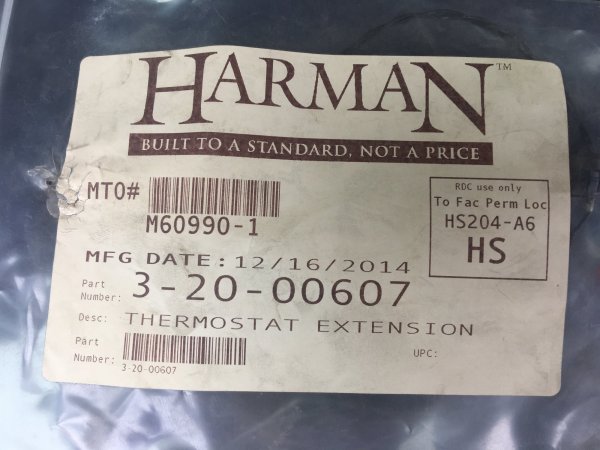 HARMAN™
BUILT TO A STANDARD, NOT A PRICE
MTO#
M60990-1
RDC use only
To Fac Perm Loc
HS204-A6
HS
MFG DATE: 12/16/2014
Part Number: 3-20-00607
Desc: THERMOSTAT EXTENSION
Part Number:
3-20-00607
UPC: